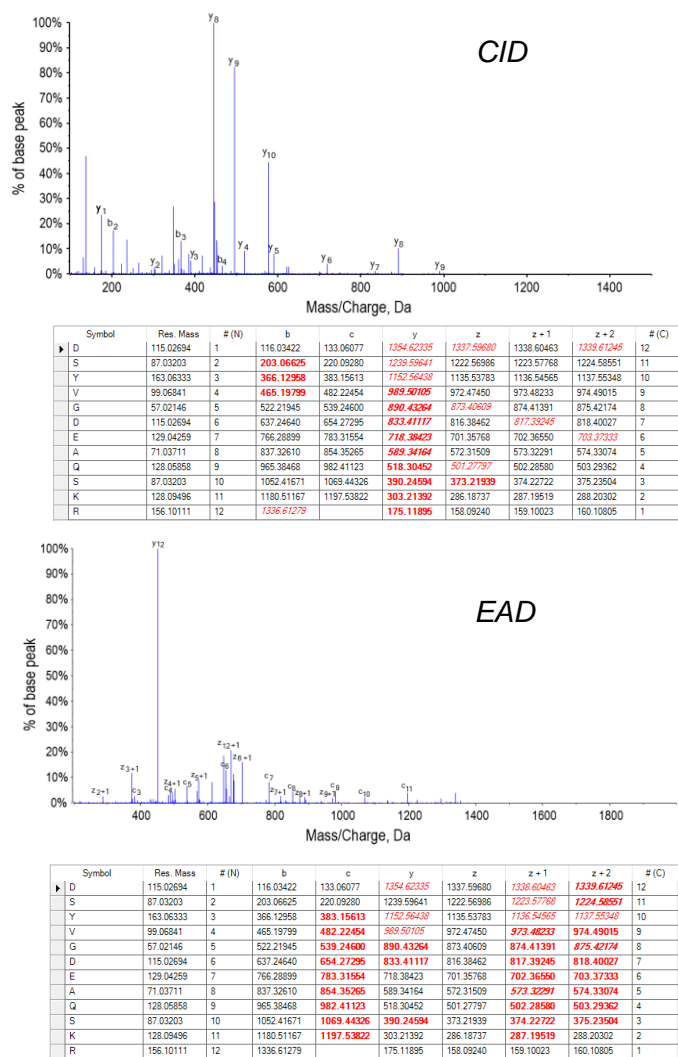 CID
% of base peak
100%
90%
80%
70%
60%
50%
40%
30%
20%
10%
0%
y8
y9
y10
y1
b2
y2
b3
y3
b4
y4
y5
y6
y7
y8
y9
200 400 600 800 1000 1200 1400
Mass/Charge, Da
Symbol Res. Mass # (N) b c y z z + 1 z + 2 # (C)
D 115.02694 1 116.03422 133.06077 1354.62335 1337.59680 1338.60463 1339.61245 12
S 87.03203 2 203.06625 220.09280 1239.59641 1222.56986 1223.57768 1224.58551 11
Y 163.06333 3 366.12958 383.15613 1152.56438 1135.53783 1136.54565 1137.55348 10
V 99.06841 4 465.19799 482.22454 989.50105 972.47450 973.48233 974.49015 9
G 57.02146 5 522.21945 539.24600 890.43264 873.40609 874.41391 875.42174 8
D 115.02694 6 637.24640 654.27295 833.41117 816.38462 817.39245 818.40027 7
E 129.04259 7 766.28899 783.31554 718.38423 701.35768 702.36550 703.37333 6
A 71.03711 8 837.32610 854.35265 589.34164 572.31509 573.32291 574.33074 5
Q 128.05858 9 965.38468 982.41123 518.30452 501.27797 502.28580 503.29362 4
S 87.03203 10 1052.41671 1069.44326 390.24594 373.21939 374.22722 375.23504 3
K 128.09496 11 1180.51167 1197.53822 303.21392 286.18737 287.19519 288.20302 2
R 156.10111 12 1336.61279 175.11895 158.09240 159.10023 160.10805 1
EAD
% of base peak
100%
90%
80%
70%
60%
50%
40%
30%
20%
10%
0%
y12
z2+1
z3+1
c3
z4+1
c4
c5
z5+1
c6
z12+1
z6+1
c7
z7+1
c8
z8+1
z9+1
c9
c10
c11
400 600 800 1000 1200 1400 1600 1800
Mass/Charge, Da
Symbol Res. Mass # (N) b c y z z + 1 z + 2 # (C)
D 115.02694 1 116.03422 133.06077 1354.62335 1337.59680 1338.60463 1339.61245 12
S 87.03203 2 203.06625 220.09280 1239.59641 1222.56986 1223.57768 1224.58551 11
Y 163.06333 3 366.12958 383.15613 1152.56438 1135.53783 1136.54565 1137.55348 10
V 99.06841 4 465.19799 482.22454 989.50105 972.47450 973.48233 974.49015 9
G 57.02146 5 522.21945 539.24600 890.43264 873.40609 874.41391 875.42174 8
D 115.02694 6 637.24640 654.27295 833.41117 816.38462 817.39245 818.40027 7
E 129.04259 7 766.28899 783.31554 718.38423 701.35768 702.36550 703.37333 6
A 71.03711 8 837.32610 854.35265 589.34164 572.31509 573.32291 574.33074 5
Q 128.05858 9 965.38468 982.41123 518.30452 501.27797 502.28580 503.29362 4
S 87.03203 10 1052.41671 1069.44326 390.24594 373.21939 374.22722 375.23504 3
K 128.09496 11 1180.51167 1197.53822 303.21392 286.18737 287.19519 288.20302 2
R 156.10111 12 1336.61279 175.11895 158.09240 159.10023 160.10805 1